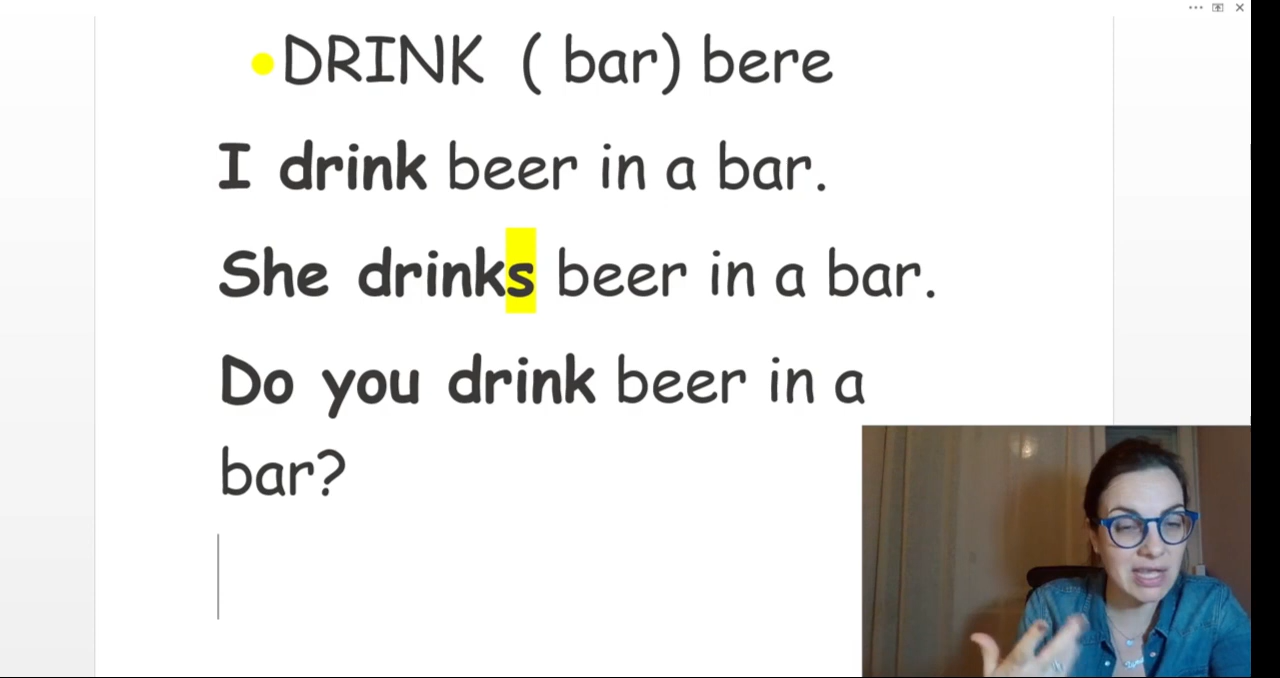 •DRINK ( bar) bere
I drink beer in a bar.
She drinks beer in a bar.
Do you drink beer in a
bar?